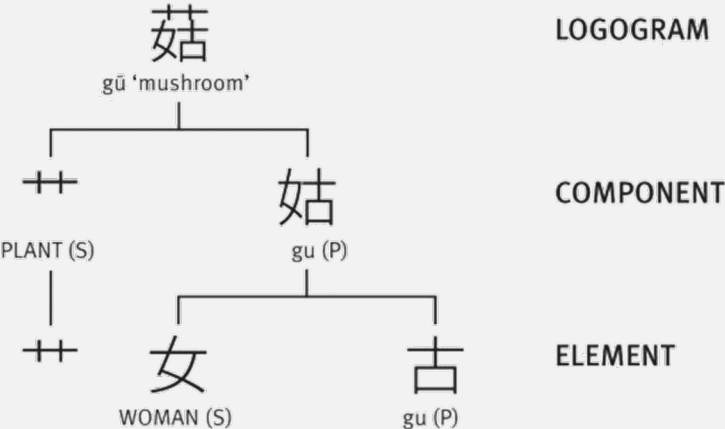 菇 LOGOGRAM
gū ‘mushroom’
艹 姑 COMPONENT
PLANT (S) gu (P)
艹 女 古 ELEMENT
WOMAN (S) gu (P)